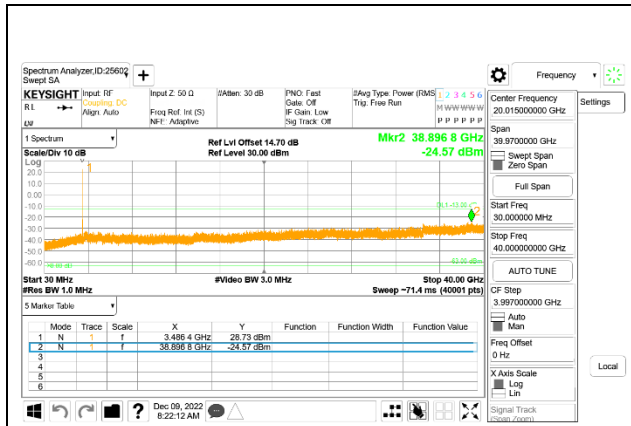 Spectrum Analyzer,ID:25602
Swept SA
Frequency
KEYSIGHT
Input: RF
Input Z: 50 Ω
#Atten: 30 dB
PNO: Fast
#Avg Type: Power (RMS
1 2 3 4 5 6
RL
Coupling: DC
Gate: Off
Trig: Free Run
M W W W W W
Align: Auto
Freq Ref: Int (S)
IF Gain: Low
NFE: Adaptive
Sig Track: Off
P P P P P P
Center Frequency
20.015000000 GHz
Settings
Span
39.9700000 GHz
Swept Span
Zero Span
Full Span
Start Freq
30.000000 MHz
Stop Freq
40.000000000 GHz
AUTO TUNE
CF Step
3.997000000 GHz
Auto
Man
Freq Offset
0 Hz
X Axis Scale
Log
Lin
Signal Track
(Span Zoom)
Local
1 Spectrum
Ref Lvl Offset 14.70 dB
Mkr2 38.896 8 GHz
Scale/Div 10 dB
Ref Level 30.00 dBm
-24.57 dBm
Log
1
20.0
10.0
0.00
-10.0
DL1 -13.00
2
-20.0
-30.0
-40.0
-50.0
-60.0
Start 30 MHz
#Video BW 3.0 MHz
Stop 40.00 GHz
#Res BW 1.0 MHz
Sweep ~71.4 ms (40001 pts)
5 Marker Table
Mode Trace Scale X Y Function Function Width Function Value
1 N 1 f 3.486 4 GHz 28.73 dBm
2 N 1 f 38.896 8 GHz -24.57 dBm
3
4
5
6
?
Dec 09, 2022
8:22:12 AM